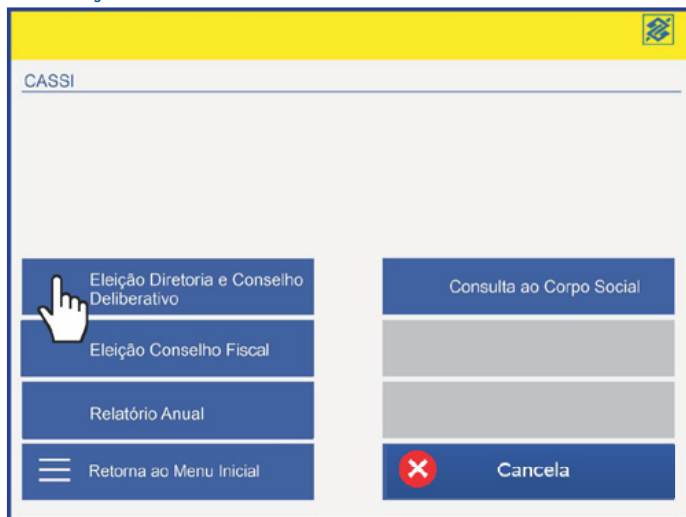 CASSI
Eleição Diretoria e Conselho
Deliberativo
Consulta ao Corpo Social
Eleição Conselho Fiscal
Relatório Anual
Retorna ao Menu Inicial
Cancela